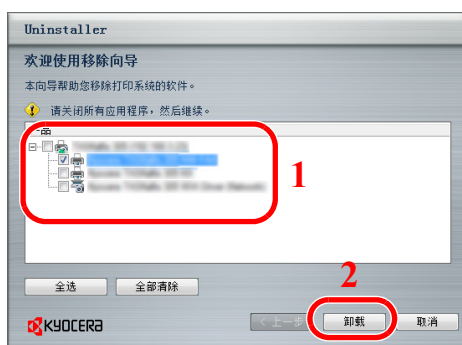 Uninstaller
欢迎使用移除向导
本向导帮助您移除打印系统的软件。
请关闭所有应用程序，然后继续。
1
全选
全部清除
2
KYOCERA
< 上一步
卸载
取消